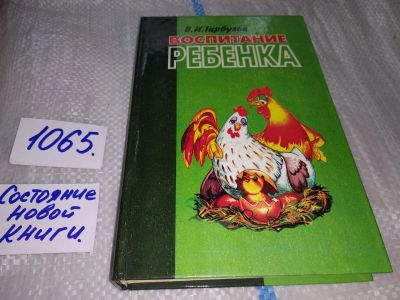 В.И.Гарбузов
ВОСПИТАНИЕ
РЕБЕНКА
1065.
Состояние
новой
книги.